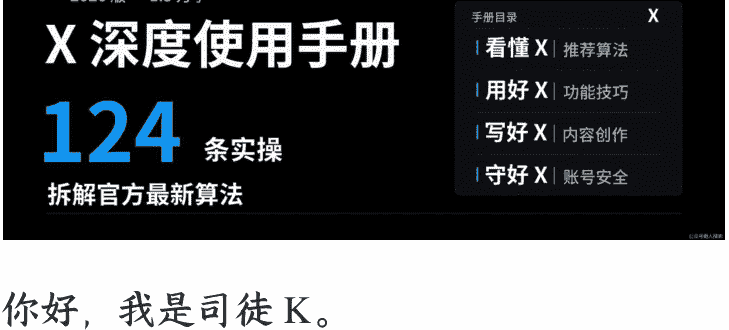 X 深度使用手册
124 条实操
拆解官方最新算法
手册目录 X
看懂 X | 推荐算法
用好 X | 功能技巧
写好 X | 内容创作
守好 X | 账号安全
你好，我是司徒 K。